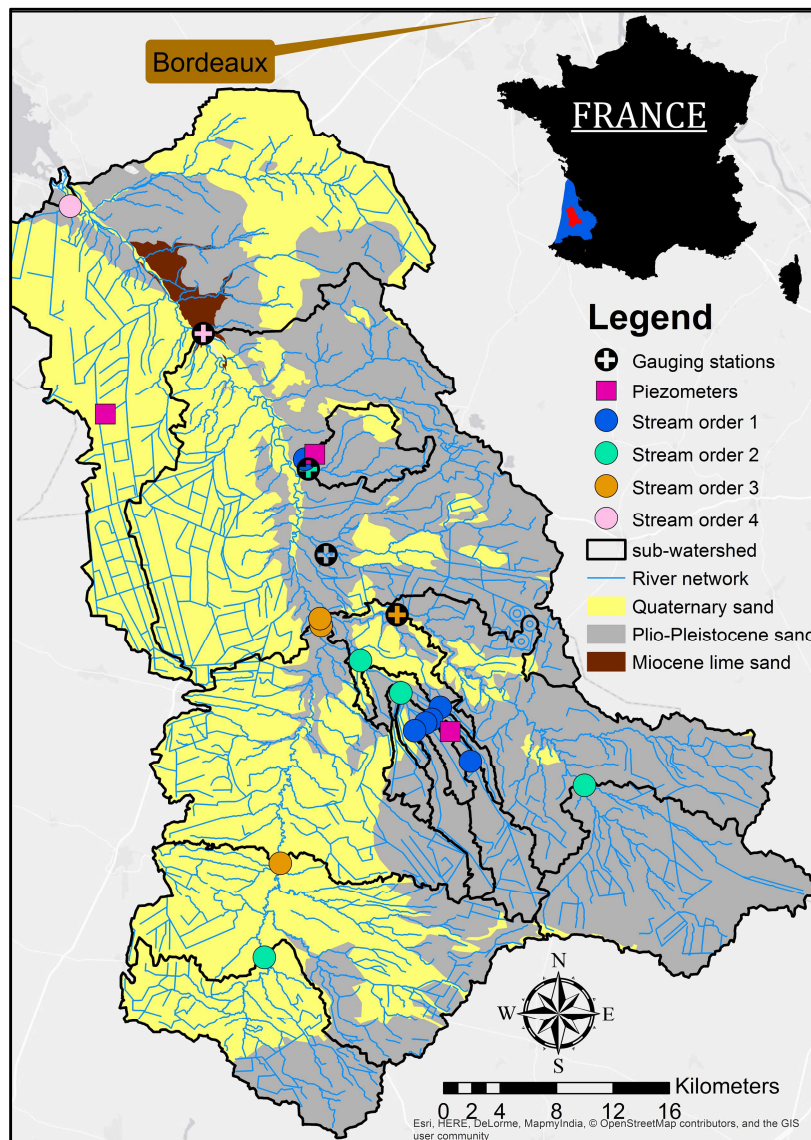 Bordeaux
FRANCE
Legend
Gauging stations
Piezometers
Stream order 1
Stream order 2
Stream order 3
Stream order 4
sub-watershed
River network
Quaternary sand
Plio-Pleistocene sand
Miocene lime sand
N
W E
S
Kilometers
0 2 4 8 12 16
Esri, HERE, DeLorme, MapmyIndia, © OpenStreetMap contributors, and the GIS
user community